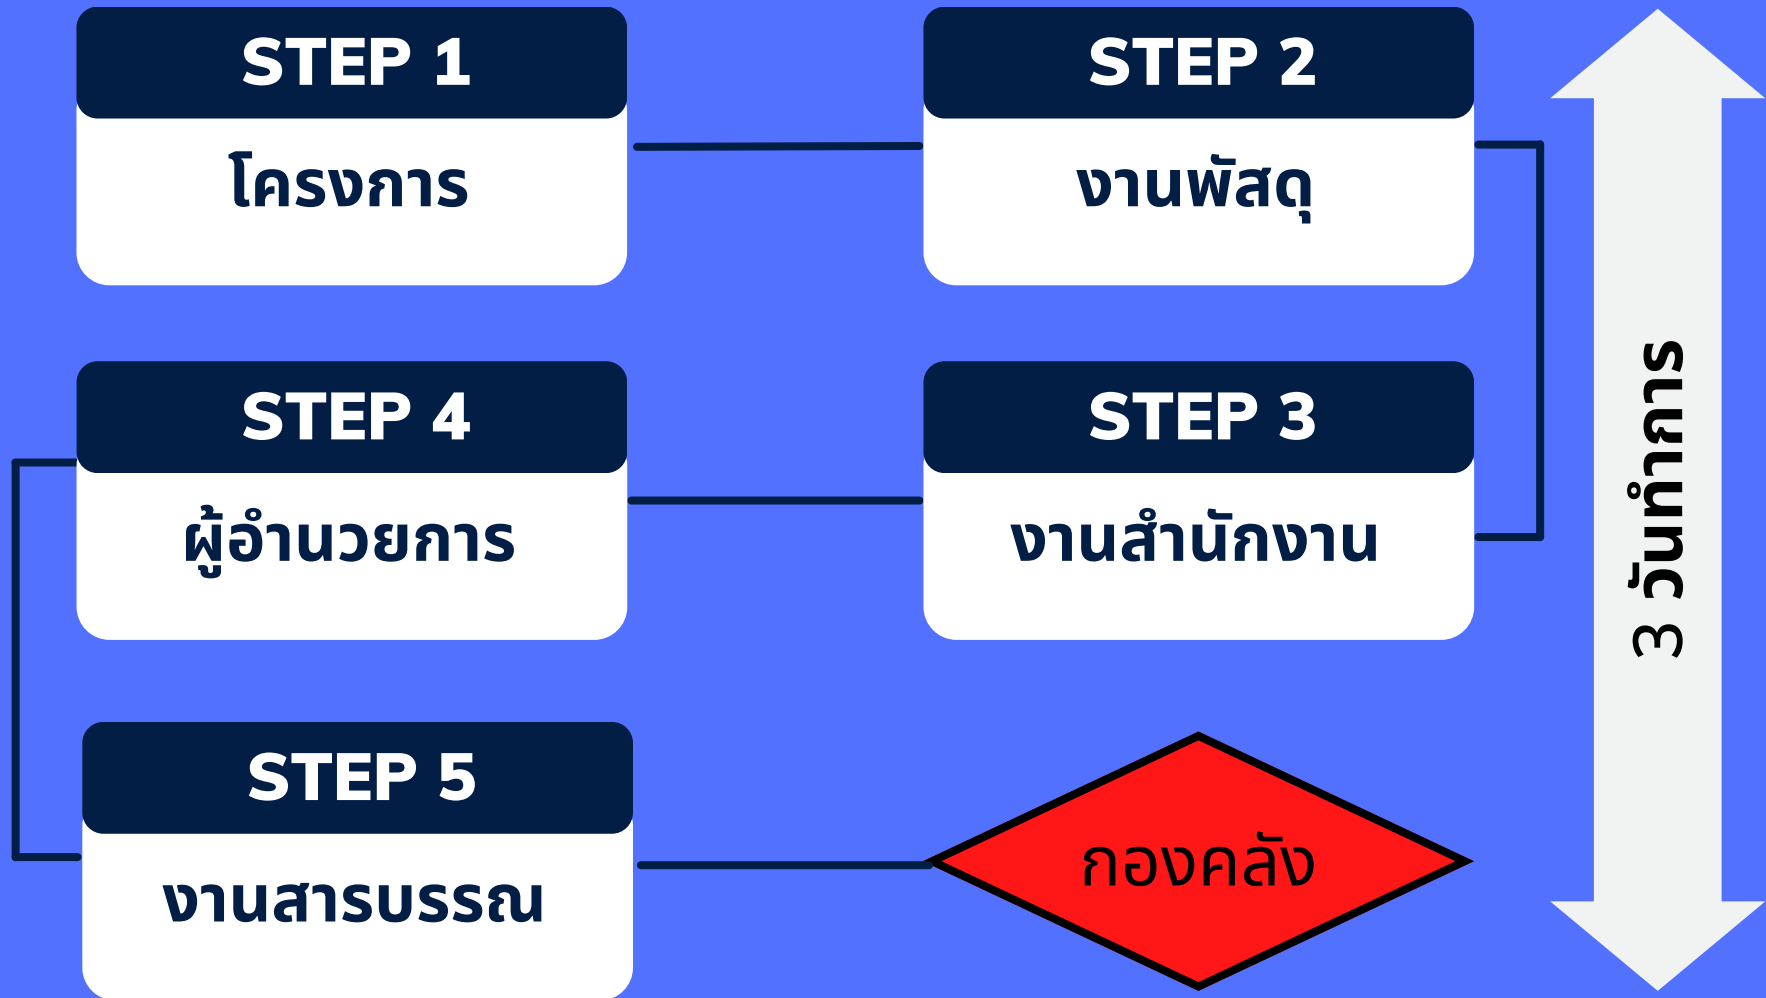 STEP 1
โครงการ
STEP 2
งานพัสดุ
STEP 3
งานสำนักงาน
STEP 4
ผู้อำนวยการ
STEP 5
งานสารบรรณ
กองคลัง
3 วันทำการ